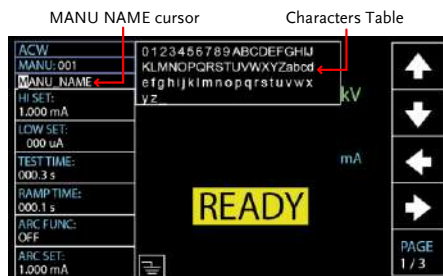 MANU NAME cursor
Characters Table
ACW
MANU: 001
MANU_NAME
HI SET:
1.000 mA
LOW SET:
000 uA
TEST TIME:
000.3 s
RAMP TIME:
000.1 s
ARC FUNC:
OFF
ARC SET:
1.000 mA
0123456789ABCDEFGHIJ
KLMNOPQRSTUVWXYZabcd
efghijklmnopqrstuvwx
yz_
kV
mA
READY
PAGE
1/3